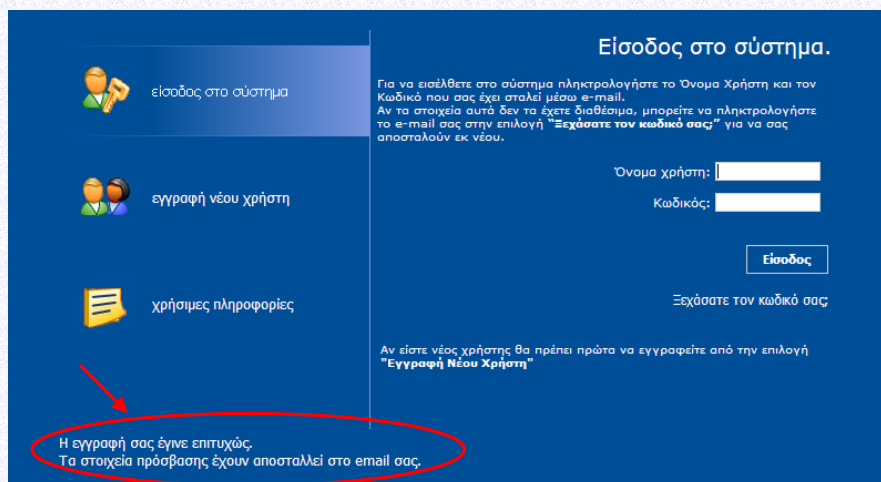 Είσοδος στο σύστημα.
είσοδος στο σύστημα
Για να εισέλθετε στο σύστημα πληκτρολογήστε το Όνομα Χρήστη και τον
Κωδικό που σας έχει σταλεί μέσω e-mail.
Αν τα στοιχεία αυτά δεν τα έχετε διαθέσιμα, μπορείτε να πληκτρολογήστε
το e-mail σας στην επιλογή "Ξεχάσατε τον κωδικό σας;" για να σας
αποσταλούν εκ νέου.
Όνομα χρήστη:
εγγραφή νέου χρήστη
Κωδικός:
Είσοδος
Ξεχάσατε τον κωδικό σας;
χρήσιμες πληροφορίες
Αν είστε νέος χρήστης θα πρέπει πρώτα να εγγραφείτε από την επιλογή
"Εγγραφή Νέου Χρήστη"
Η εγγραφή σας έγινε επιτυχώς.
Τα στοιχεία πρόσβασης έχουν αποσταλλεί στο email σας.